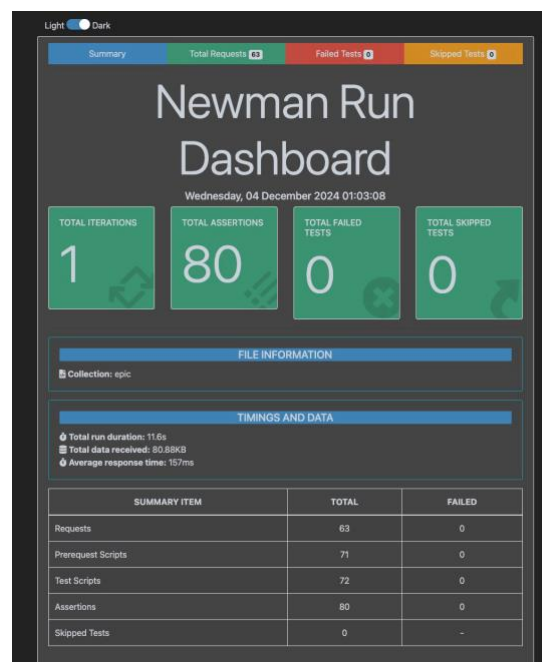 Light Dark
Summary Total Requests 63 Failed Tests 0 Skipped Tests 0
Newman Run
Dashboard
Wednesday, 04 December 2024 01:03:08
TOTAL ITERATIONS
1
TOTAL ASSERTIONS
80
TOTAL FAILED
TESTS
0
TOTAL SKIPPED
TESTS
0
FILE INFORMATION
Collection: epic
TIMINGS AND DATA
Total run duration: 11.6s
Total data received: 80.88KB
Average response time: 157ms
SUMMARY ITEM TOTAL FAILED
Requests 63 0
Prerequest Scripts 71 0
Test Scripts 72 0
Assertions 80 0
Skipped Tests 0 -